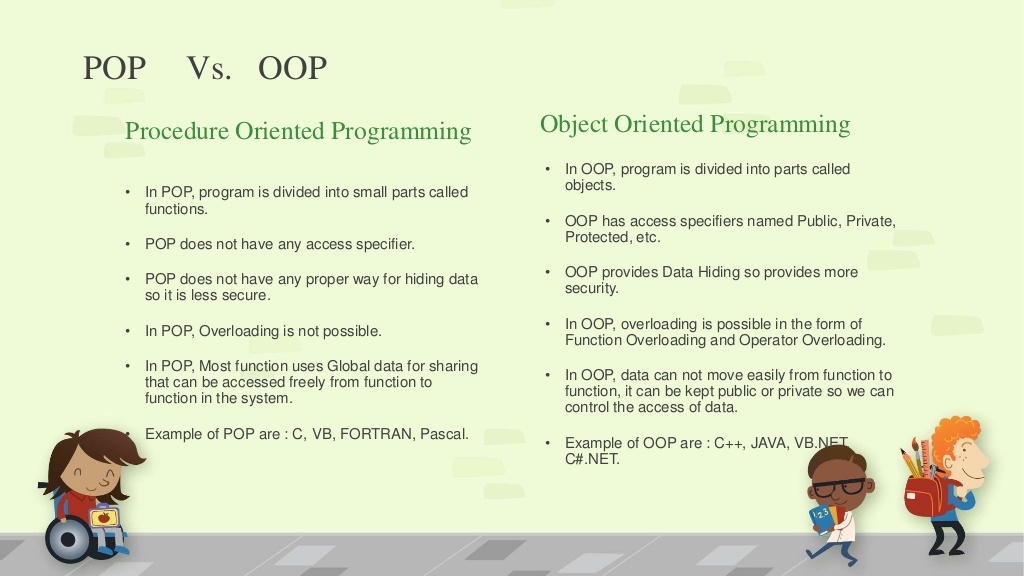 POP Vs. OOP
Procedure Oriented Programming
• In POP, program is divided into small parts called
functions.
• POP does not have any access specifier.
• POP does not have any proper way for hiding data
so it is less secure.
• In POP, Overloading is not possible.
• In POP, Most function uses Global data for sharing
that can be accessed freely from function to
function in the system.
• Example of POP are : C, VB, FORTRAN, Pascal.
Object Oriented Programming
• In OOP, program is divided into parts called
objects.
• OOP has access specifiers named Public, Private,
Protected, etc.
• OOP provides Data Hiding so provides more
security.
• In OOP, overloading is possible in the form of
Function Overloading and Operator Overloading.
• In OOP, data can not move easily from function to
function, it can be kept public or private so we can
control the access of data.
• Example of OOP are : C++, JAVA, VB.NET
C#.NET.
1 2 3